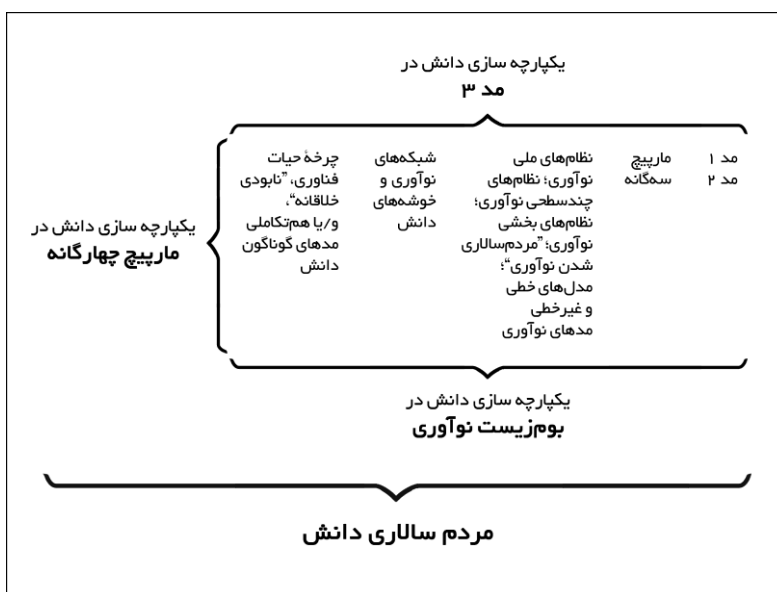 یکپارچه سازی دانش در
مد ۳
مد ۱
مد ۲
مارپیچ
سه‌گانه
نظام‌های ملی
نوآوری؛ نظام‌های
چندسطحی نوآوری؛
نظام‌های بخشی
نوآوری؛ ”مردم‌سالاری
شدن نوآوری“؛
مدل‌های خطی
و غیرخطی
مدهای نوآوری
شبکه‌های
نوآوری و
خوشه‌های
دانش
چرخهٔ حیات
فناوری، ”نابودی
خلاقانه“،
و/یا هم‌تکاملی
مدهای گوناگون
دانش
یکپارچه سازی دانش در
مارپیچ چهارگانه
یکپارچه سازی دانش در
بوم‌زیست نوآوری
مردم سالاری دانش